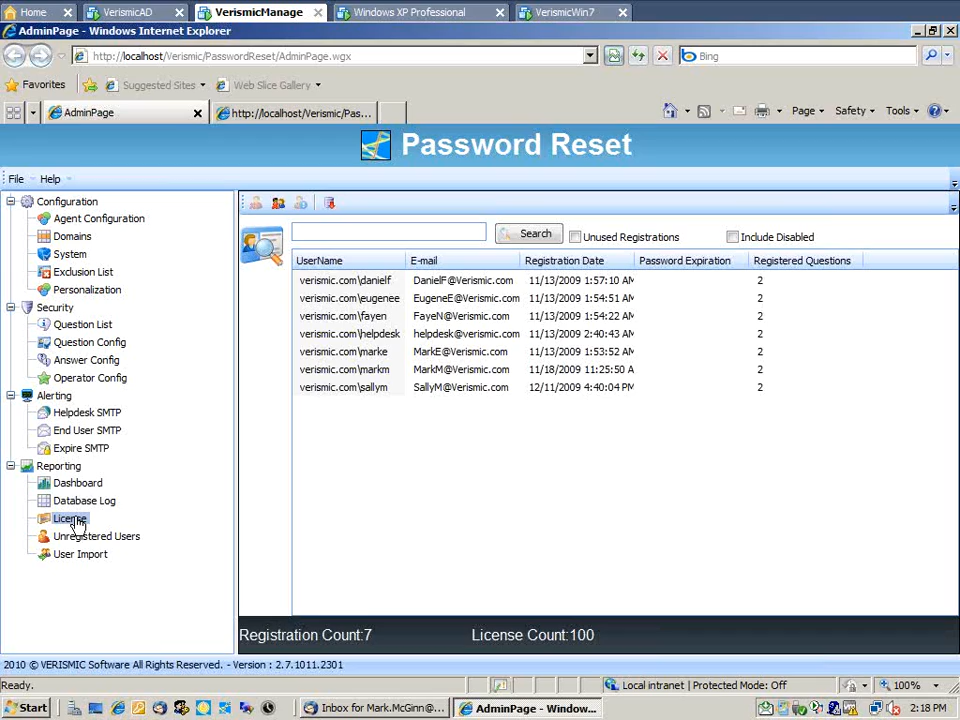 Home VerismicAD VerismicManage Windows XP Professional VerismicWin7
AdminPage - Windows Internet Explorer
http://localhost/Verismic/PasswordReset/AdminPage.wgx Bing
Favorites Suggested Sites Web Slice Gallery
AdminPage http://localhost/Verismic/Pas... Page Safety Tools
Password Reset
File Help
Configuration
Agent Configuration
Domains
System
Exclusion List
Personalization
Security
Question List
Question Config
Answer Config
Operator Config
Alerting
Helpdesk SMTP
End User SMTP
Expire SMTP
Reporting
Dashboard
Database Log
License
Unregistered Users
User Import
Search Unused Registrations Include Disabled
UserName E-mail Registration Date Password Expiration Registered Questions
verismic.com\danielf DanielF@Verismic.com 11/13/2009 1:57:10 AM 2
verismic.com\eugenee EugeneE@Verismic.com 11/13/2009 1:54:51 AM 2
verismic.com\fayen FayeN@Verismic.com 11/13/2009 1:54:22 AM 2
verismic.com\helpdesk helpdesk@verismic.com 11/13/2009 2:40:43 AM 2
verismic.com\marke MarkE@Verismic.com 11/13/2009 1:53:52 AM 2
verismic.com\markm MarkM@Verismic.com 11/18/2009 11:25:50 A 2
verismic.com\sallym SallyM@Verismic.com 12/11/2009 4:40:04 PM 2
Registration Count:7 License Count:100
2010 © VERISMIC Software All Rights Reserved. - Version : 2.7.1011.2301
Ready. Local intranet | Protected Mode: Off 100%
Start Inbox for Mark.McGinn@... AdminPage - Window... 2:18 PM